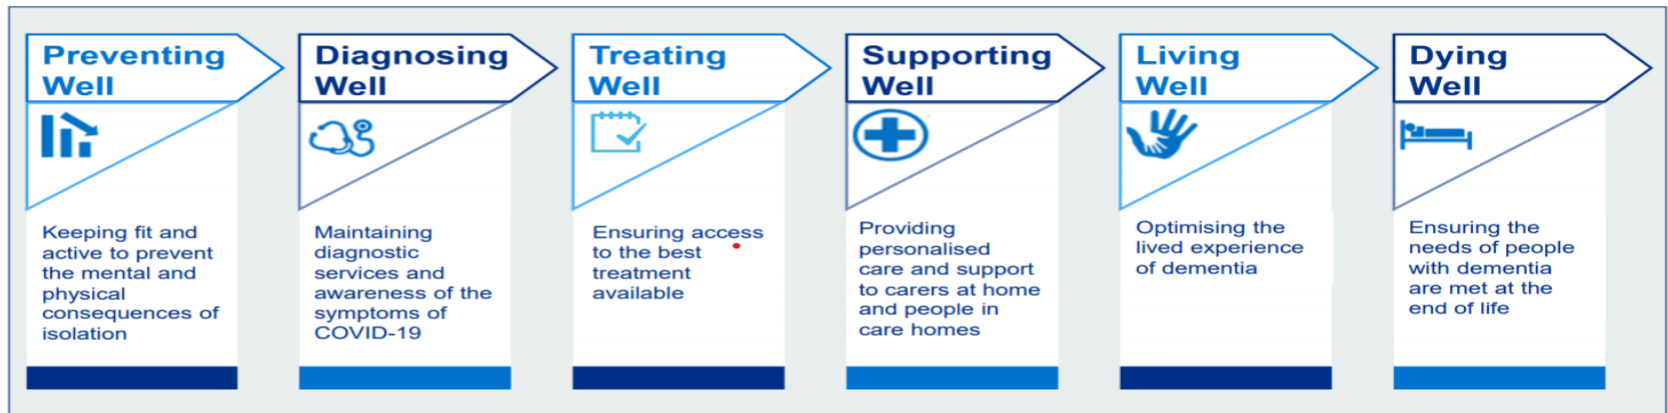 Preventing
Well
Keeping fit and
active to prevent
the mental and
physical
consequences of
isolation
Diagnosing
Well
Maintaining
diagnostic
services and
awareness of the
symptoms of
COVID-19
Treating
Well
Ensuring access
to the best
treatment
available
Supporting
Well
Providing
personalised
care and support
to carers at home
and people in
care homes
Living
Well
Optimising the
lived experience
of dementia
Dying
Well
Ensuring the
needs of people
with dementia
are met at the
end of life